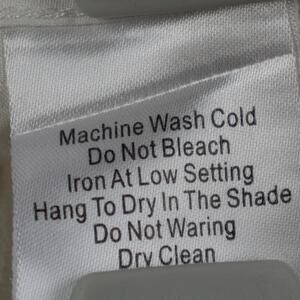 Machine Wash Cold
Do Not Bleach
Iron At Low Setting
Hang To Dry In The Shade
Do Not Waring
Dry Clean